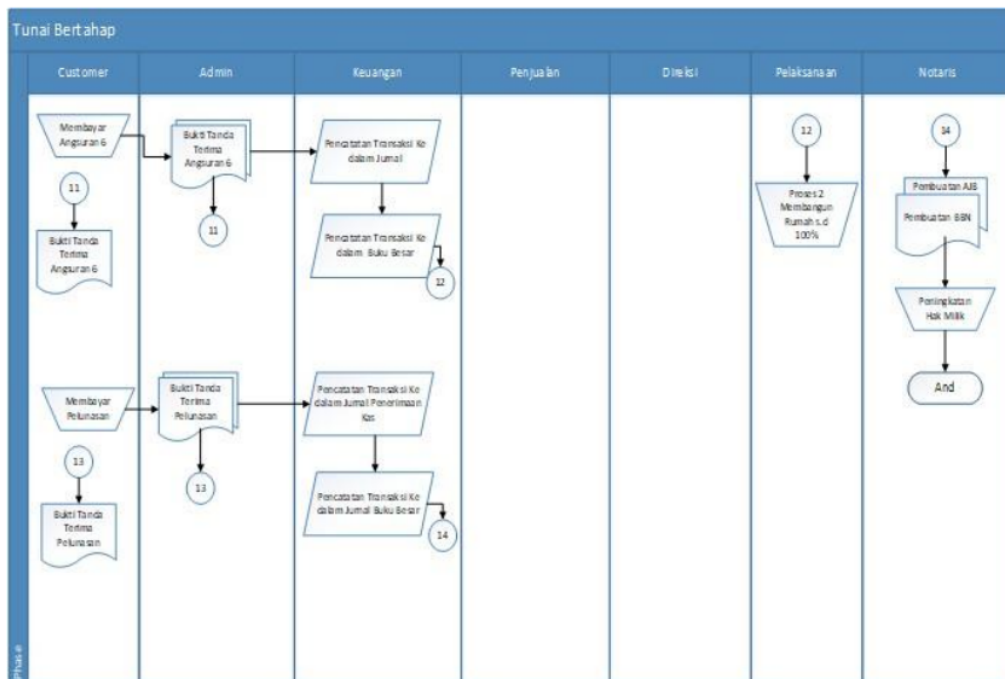 Tunai Bertahap
Customer
Admin
Keuangan
Penjualan
Direksi
Pelaksanaan
Notaris
Membayar
Angsuran 6
Bukti Tanda
Terima
Angsuran 6
Pencatatan Transaksi Ke
dalam Jurnal
12
14
11
11
Proses 2
Membangun
Rumah s.d
100%
Pembuatan AJB
Pembuatan BBN
Bukti Tanda
Terima
Angsuran 6
Pencatatan Transaksi Ke
dalam Buku Besar
12
Peningkatan
Hak Milik
And
Membayar
Pelunasan
Bukti Tanda
Terima
Pelunasan
Pencatatan Transaksi Ke
dalam Jurnal Penerimaan
Kas
13
13
Bukti Tanda
Terima
Pelunasan
Pencatatan Transaksi Ke
dalam Jurnal Buku Besar
14
Phase